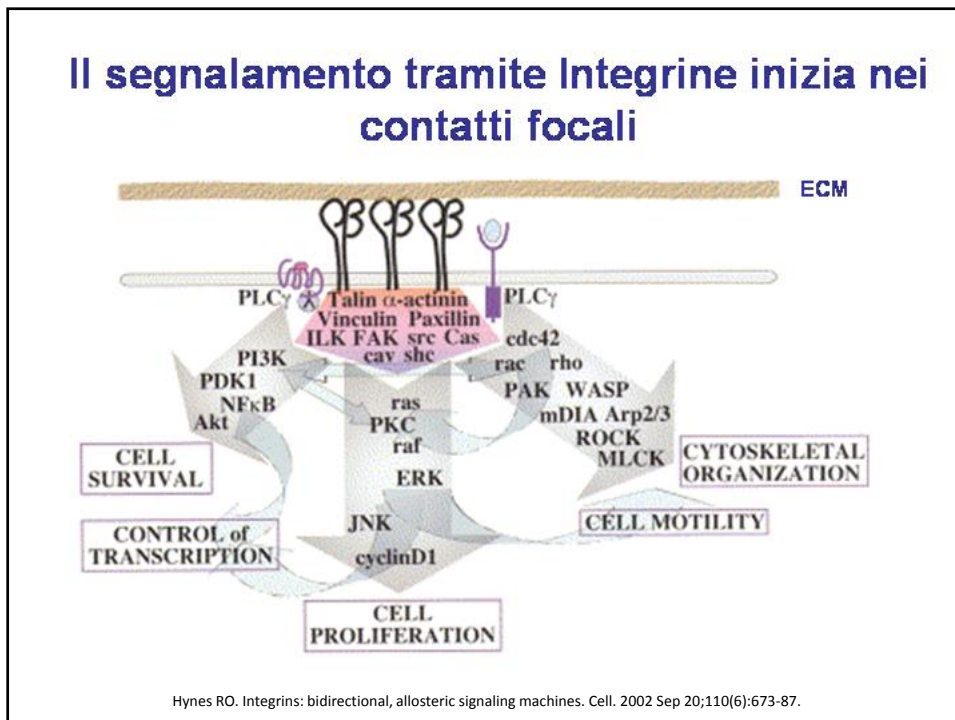 Il segnalamento tramite Integrine inizia nei
contatti focali
ECM
PLCγ
Talin α-actinin
PLCγ
Vinculin Paxillin
ILK FAK src Cas
cav shc
cdc42
rac rho
PI3K
PDK1
NFκB
Akt
PAK WASP
mDIA Arp2/3
ROCK
MLCK
ras
PKC
raf
ERK
JNK
cyclinD1
CELL
SURVIVAL
CONTROL of
TRANSCRIPTION
CYTOSKELETAL
ORGANIZATION
CELL MOTILITY
CELL
PROLIFERATION
Hynes RO. Integrins: bidirectional, allosteric signaling machines. Cell. 2002 Sep 20;110(6):673-87.